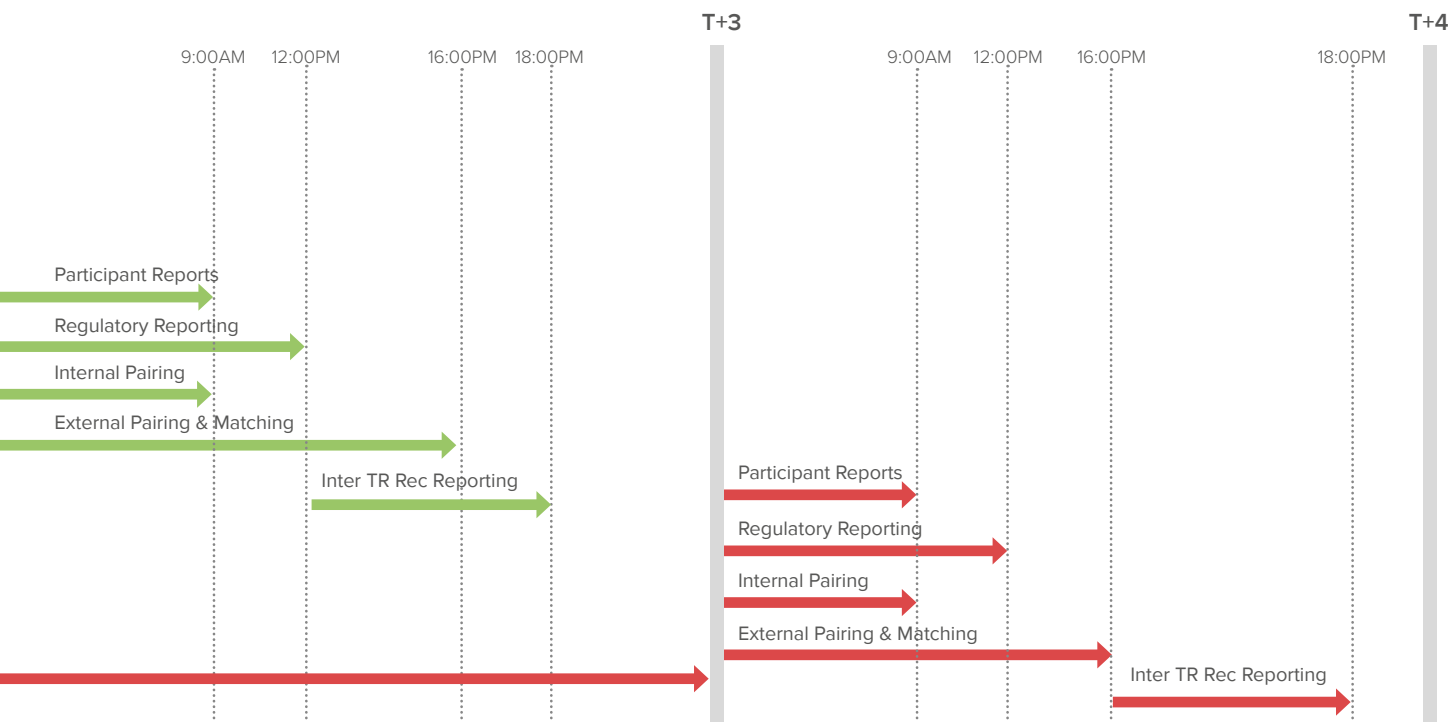 T+3
T+4
9:00AM
12:00PM
16:00PM
18:00PM
9:00AM
12:00PM
16:00PM
18:00PM
Participant Reports
Regulatory Reporting
Internal Pairing
External Pairing & Matching
Inter TR Rec Reporting
Participant Reports
Regulatory Reporting
Internal Pairing
External Pairing & Matching
Inter TR Rec Reporting